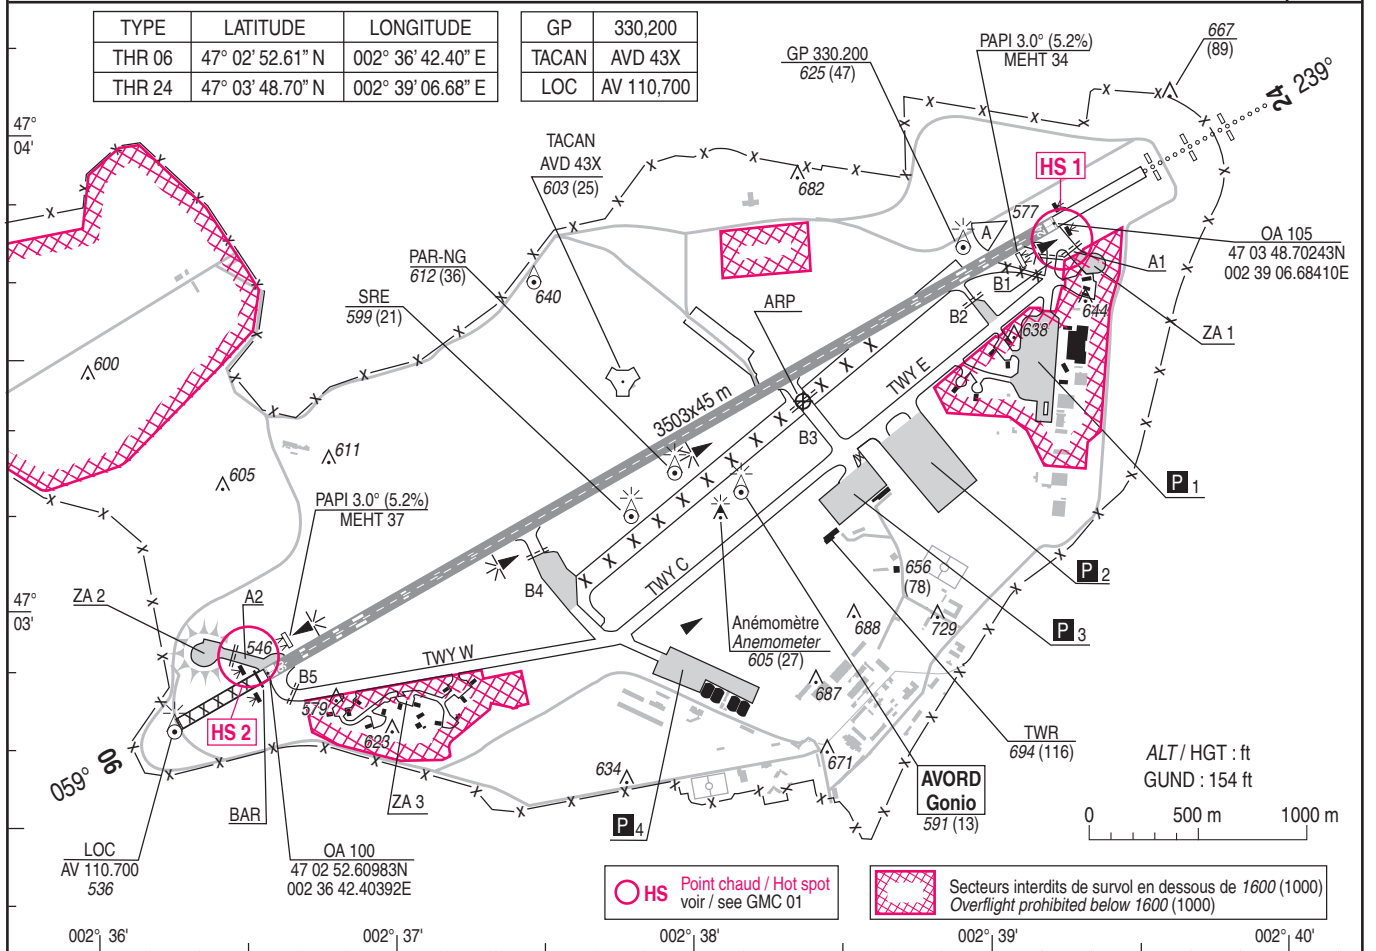 TYPE LATITUDE LONGITUDE
THR 06 47° 02' 52.61" N 002° 36' 42.40" E
THR 24 47° 03' 48.70" N 002° 39' 06.68" E
GP 330,200
TACAN AVD 43X
LOC AV 110,700
GP 330.200
625 (47)
PAPI 3.0° (5.2%)
MEHT 34
667
(89)
24 239°
47°
04'
TACAN
AVD 43X
603 (25)
682
HS 1
577
A
OA 105
47 03 48.70243N
002 39 06.68410E
A1
PAR-NG
612 (36)
SRE
599 (21)
640
ARP
B1
B2
644
638
ZA 1
600
TWY E
3503x45 m
B3
611
605
P 1
PAPI 3.0° (5.2%)
MEHT 37
TWY C
B4
656
(78)
P 2
ZA 2
A2
47°
03'
546
Anémomètre
Anemometer
605 (27)
688
729
P 3
TWY W
B5
687
579
HS 2
623
TWR
694 (116)
671
059° 06
634
AVORD
Gonio
591 (13)
ALT / HGT : ft
GUND : 154 ft
ZA 3
BAR
P 4
0 500 m 1000 m
LOC
AV 110.700
536
OA 100
47 02 52.60983N
002 36 42.40392E
HS Point chaud / Hot spot
voir / see GMC 01
Secteurs interdits de survol en dessous de 1600 (1000)
Overflight prohibited below 1600 (1000)
002° 36' 002° 37' 002° 38' 002° 39' 002° 40'